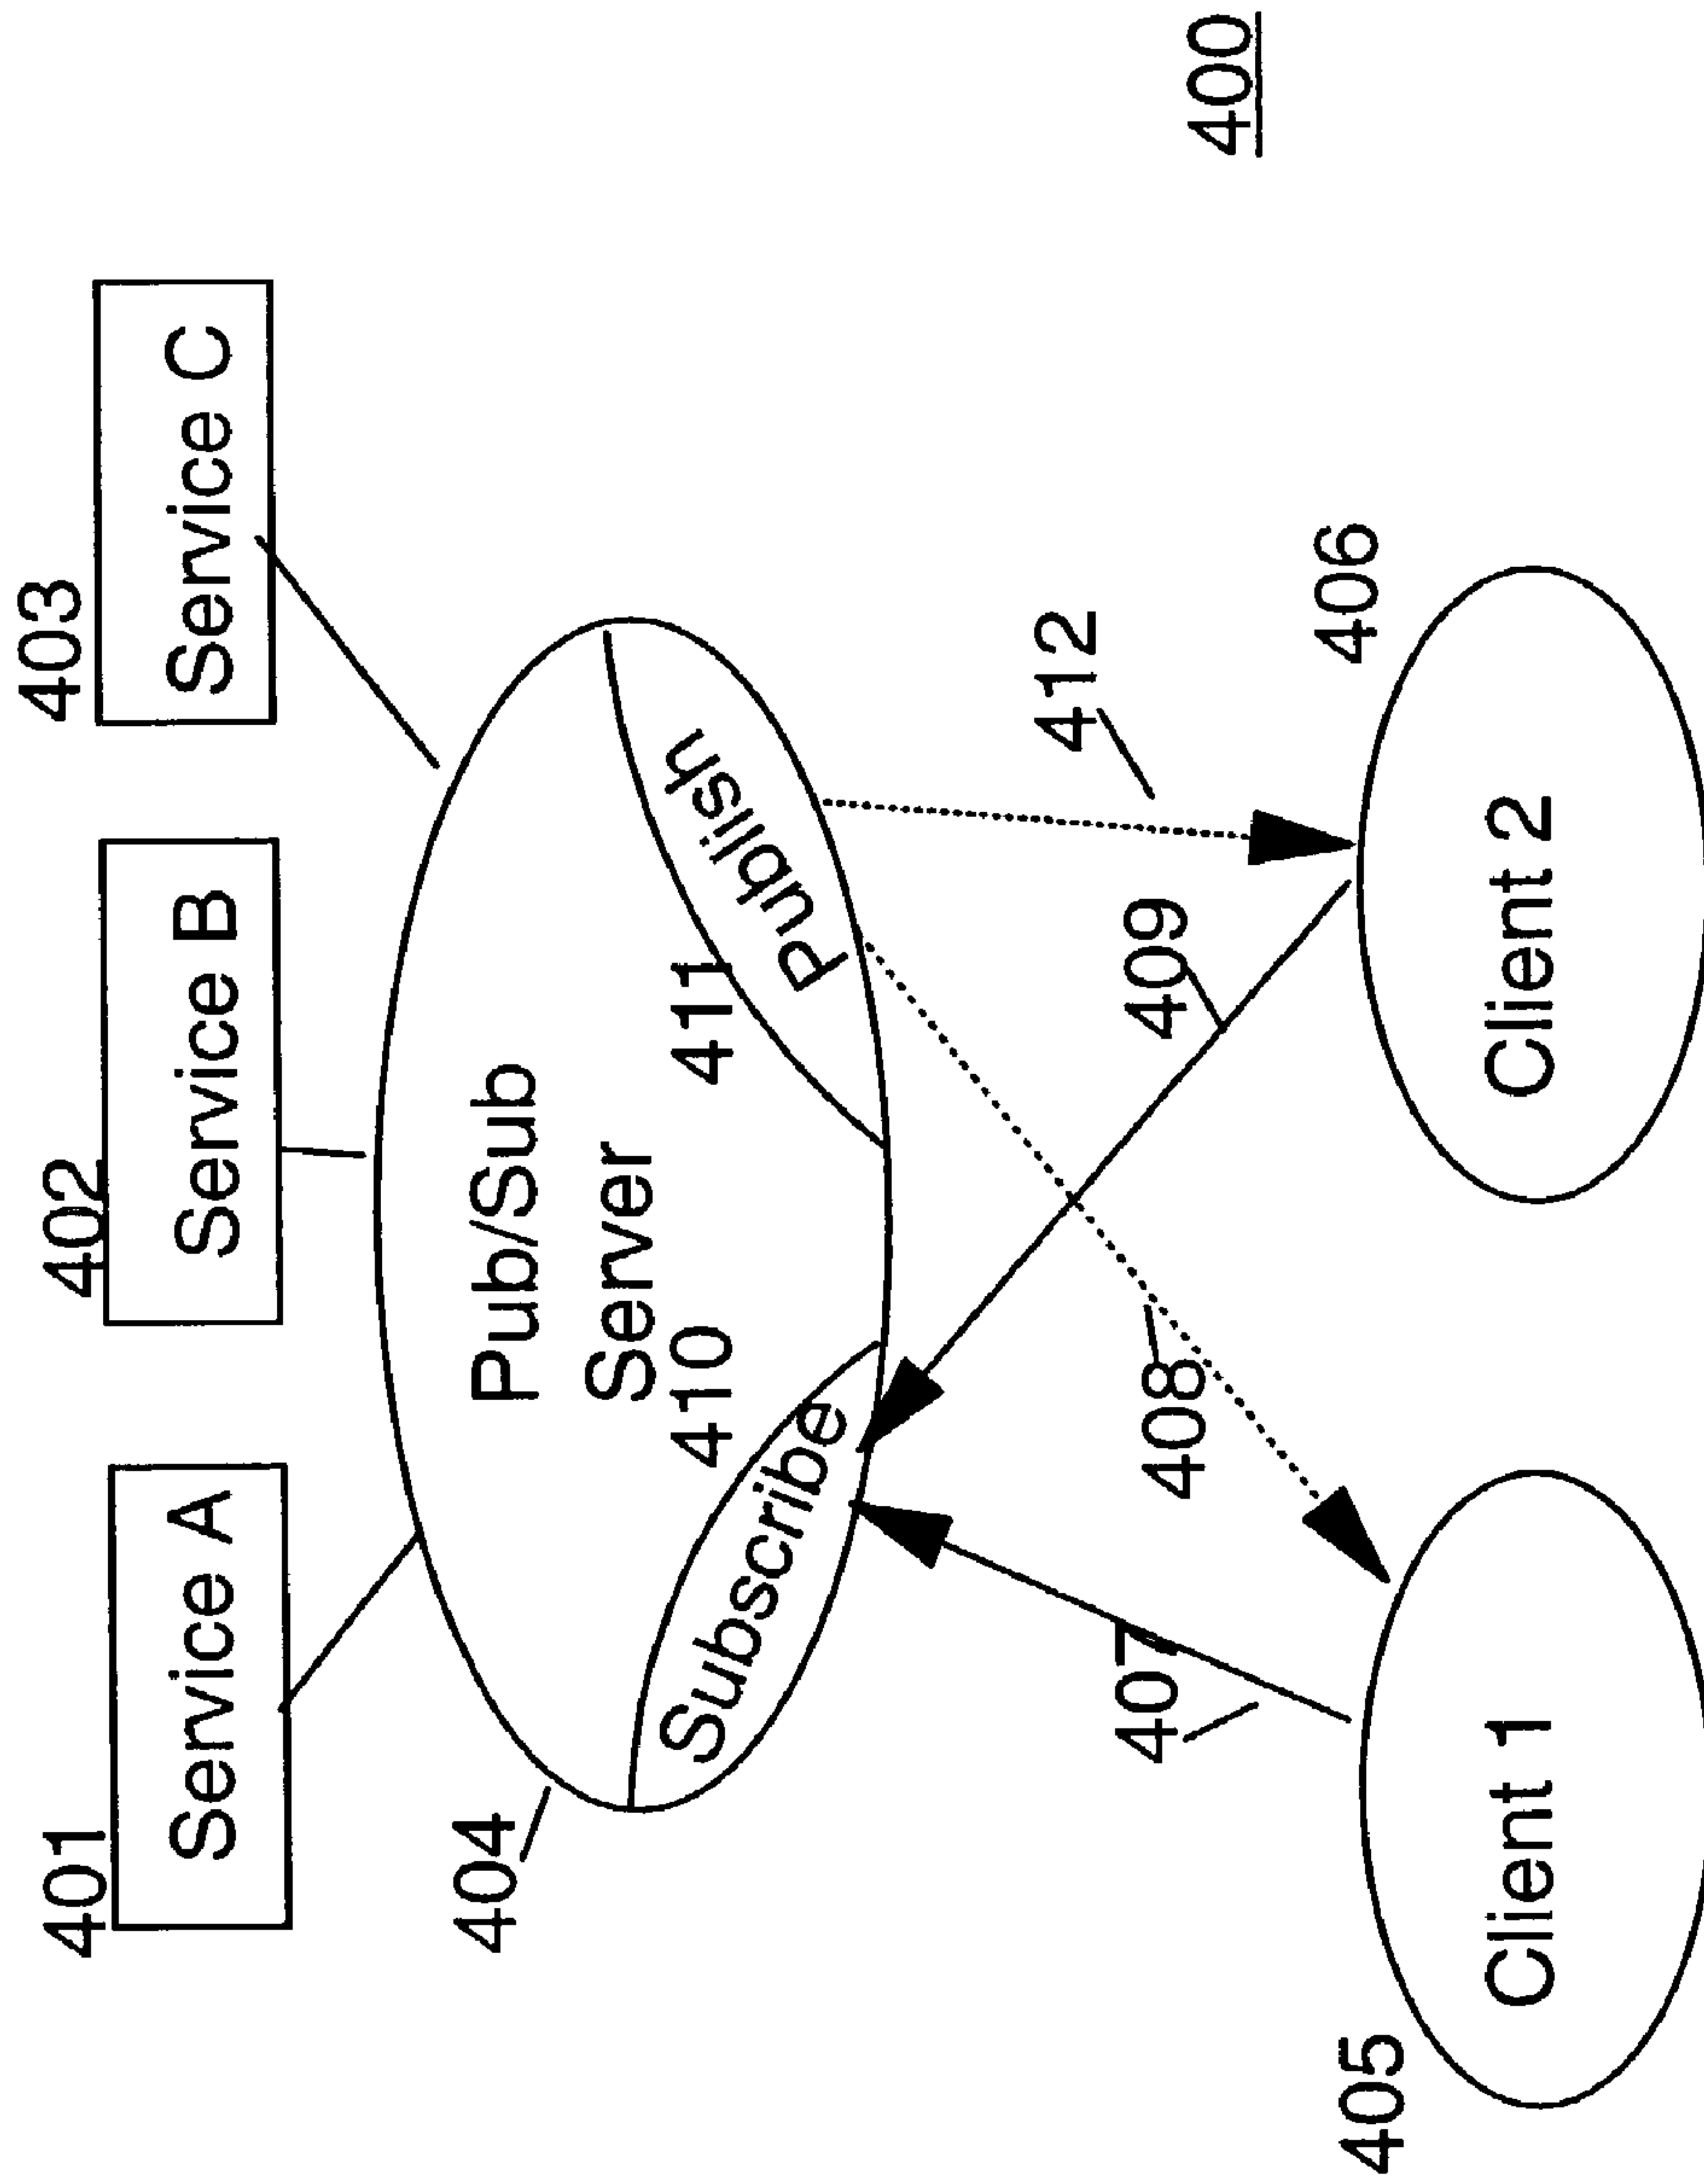 401
402
403
Service A
Service B
Service C
404
Pub/Sub
Server
410
411
Subscribe
Publish
407
408
409
412
405
406
Client 1
Client 2
400